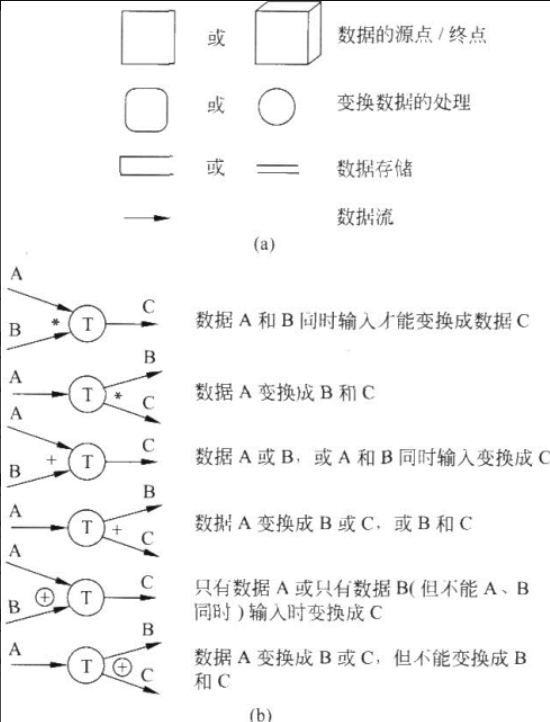 或 数据的源点/终点
或 变换数据的处理
或 数据存储
数据流
(a)
A
B * T C 数据 A 和 B 同时输入才能变换成数据 C
A T * B C 数据 A 变换成 B 和 C
A
B + T C 数据 A 或 B，或 A 和 B 同时输入变换成 C
A T + B C 数据 A 变换成 B 或 C，或 B 和 C
A
B ⊕ T C 只有数据 A 或只有数据 B(但不能 A、B
同时)输入时变换成 C
A T ⊕ B C 数据 A 变换成 B 或 C，但不能变换成 B
和 C
(b)